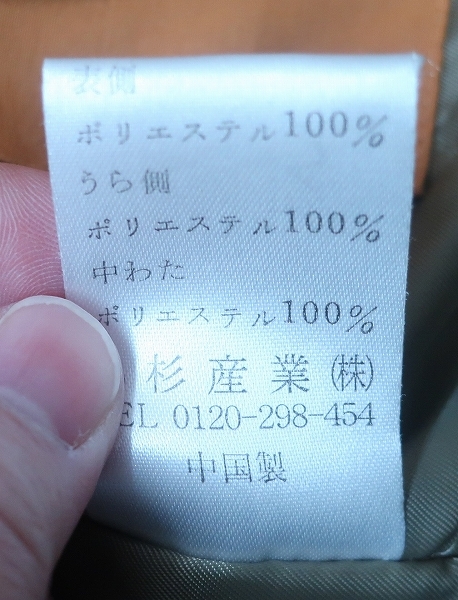 表側
ポリエステル100%
うら側
ポリエステル100%
中わた
ポリエステル100%
杉産業(株)
EL 0120-298-454
中国製